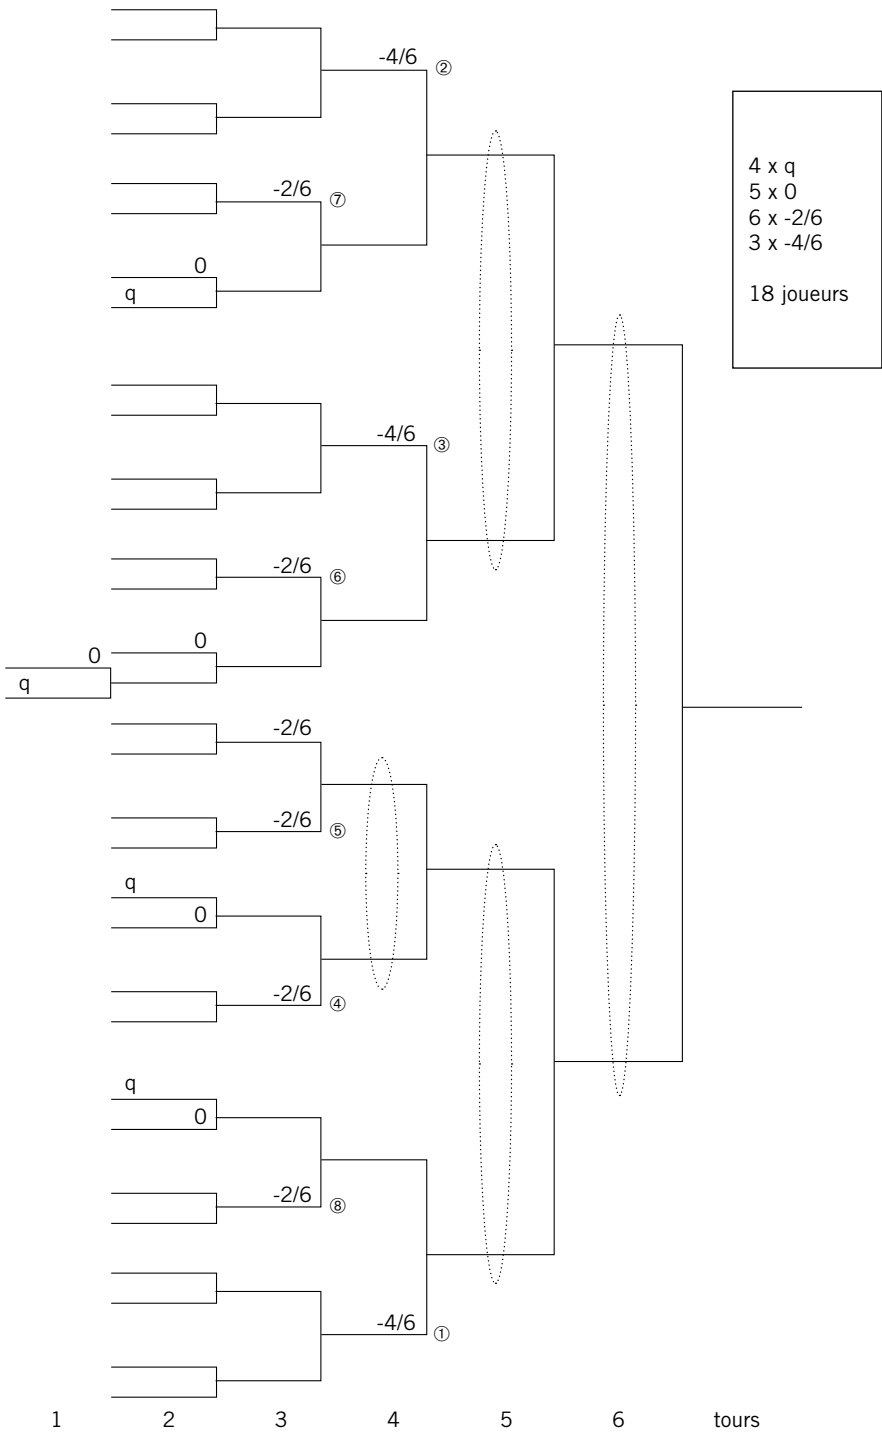 -4/6 ②
-2/6 ⑦
0
q
-4/6 ③
-2/6 ⑥
0
0
q
-2/6
-2/6 ⑤
q
0
-2/6 ④
q
0
-2/6 ⑧
-4/6 ①
4 x q
5 x 0
6 x -2/6
3 x -4/6
18 joueurs
1 2 3 4 5 6 tours